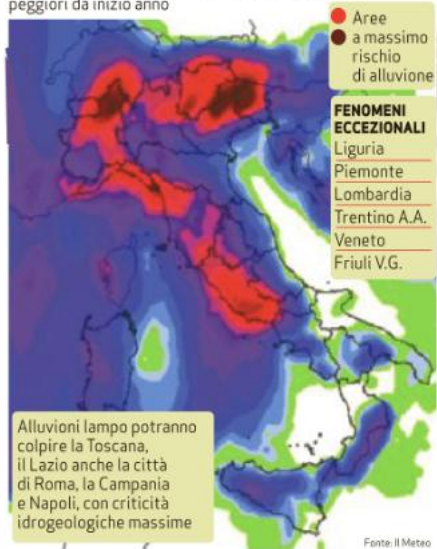 peggiori da inizio anno
Aree
a massimo
rischio
di alluvione
FENOMENI
ECCEZIONALI
Liguria
Piemonte
Lombardia
Trentino A.A.
Veneto
Friuli V.G.
Alluvioni lampo potranno
colpire la Toscana,
il Lazio anche la città
di Roma, la Campania
e Napoli, con criticità
idrogeologiche massime
Fonte: Il Meteo